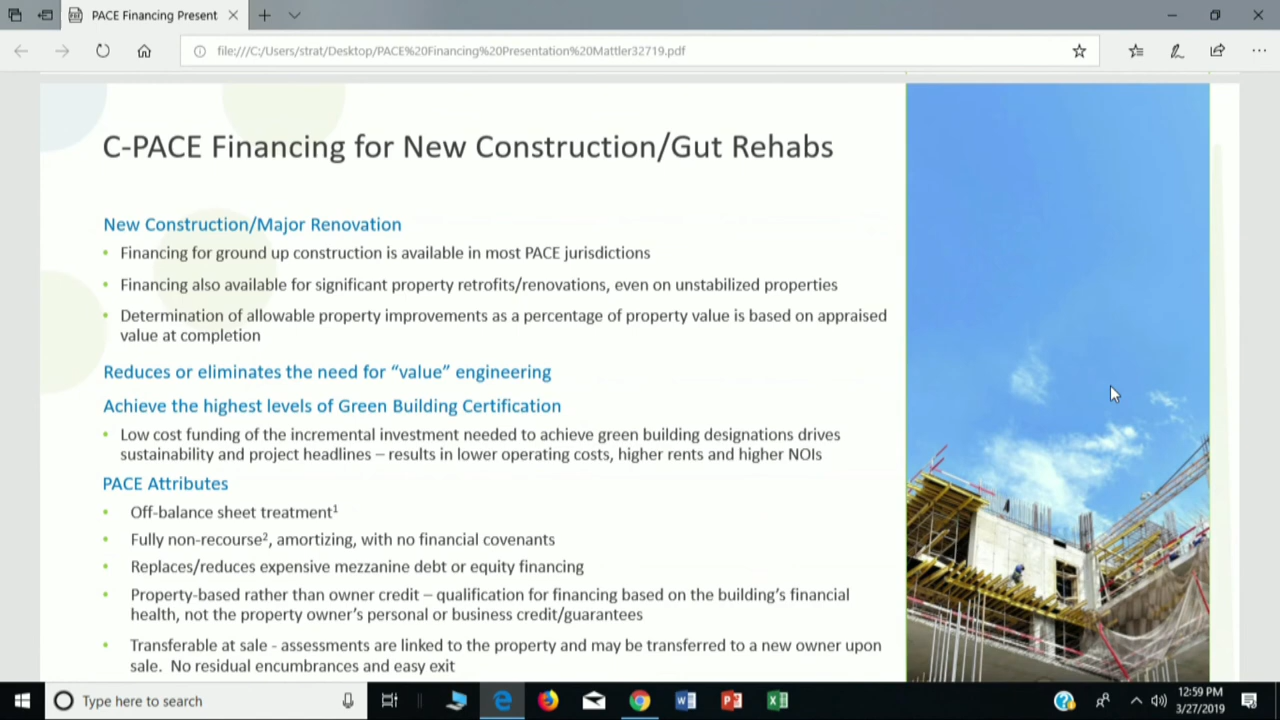 PACE Financing Present
file:///C:/Users/strat/Desktop/PACE%20Financing%20Presentation%20Mattler32719.pdf
C-PACE Financing for New Construction/Gut Rehabs
New Construction/Major Renovation
• Financing for ground up construction is available in most PACE jurisdictions
• Financing also available for significant property retrofits/renovations, even on unstabilized properties
• Determination of allowable property improvements as a percentage of property value is based on appraised
value at completion
Reduces or eliminates the need for “value” engineering
Achieve the highest levels of Green Building Certification
• Low cost funding of the incremental investment needed to achieve green building designations drives
sustainability and project headlines – results in lower operating costs, higher rents and higher NOIs
PACE Attributes
• Off-balance sheet treatment¹
• Fully non-recourse², amortizing, with no financial covenants
• Replaces/reduces expensive mezzanine debt or equity financing
• Property-based rather than owner credit – qualification for financing based on the building’s financial
health, not the property owner’s personal or business credit/guarantees
• Transferable at sale - assessments are linked to the property and may be transferred to a new owner upon
sale. No residual encumbrances and easy exit
Type here to search
12:59 PM
3/27/2019